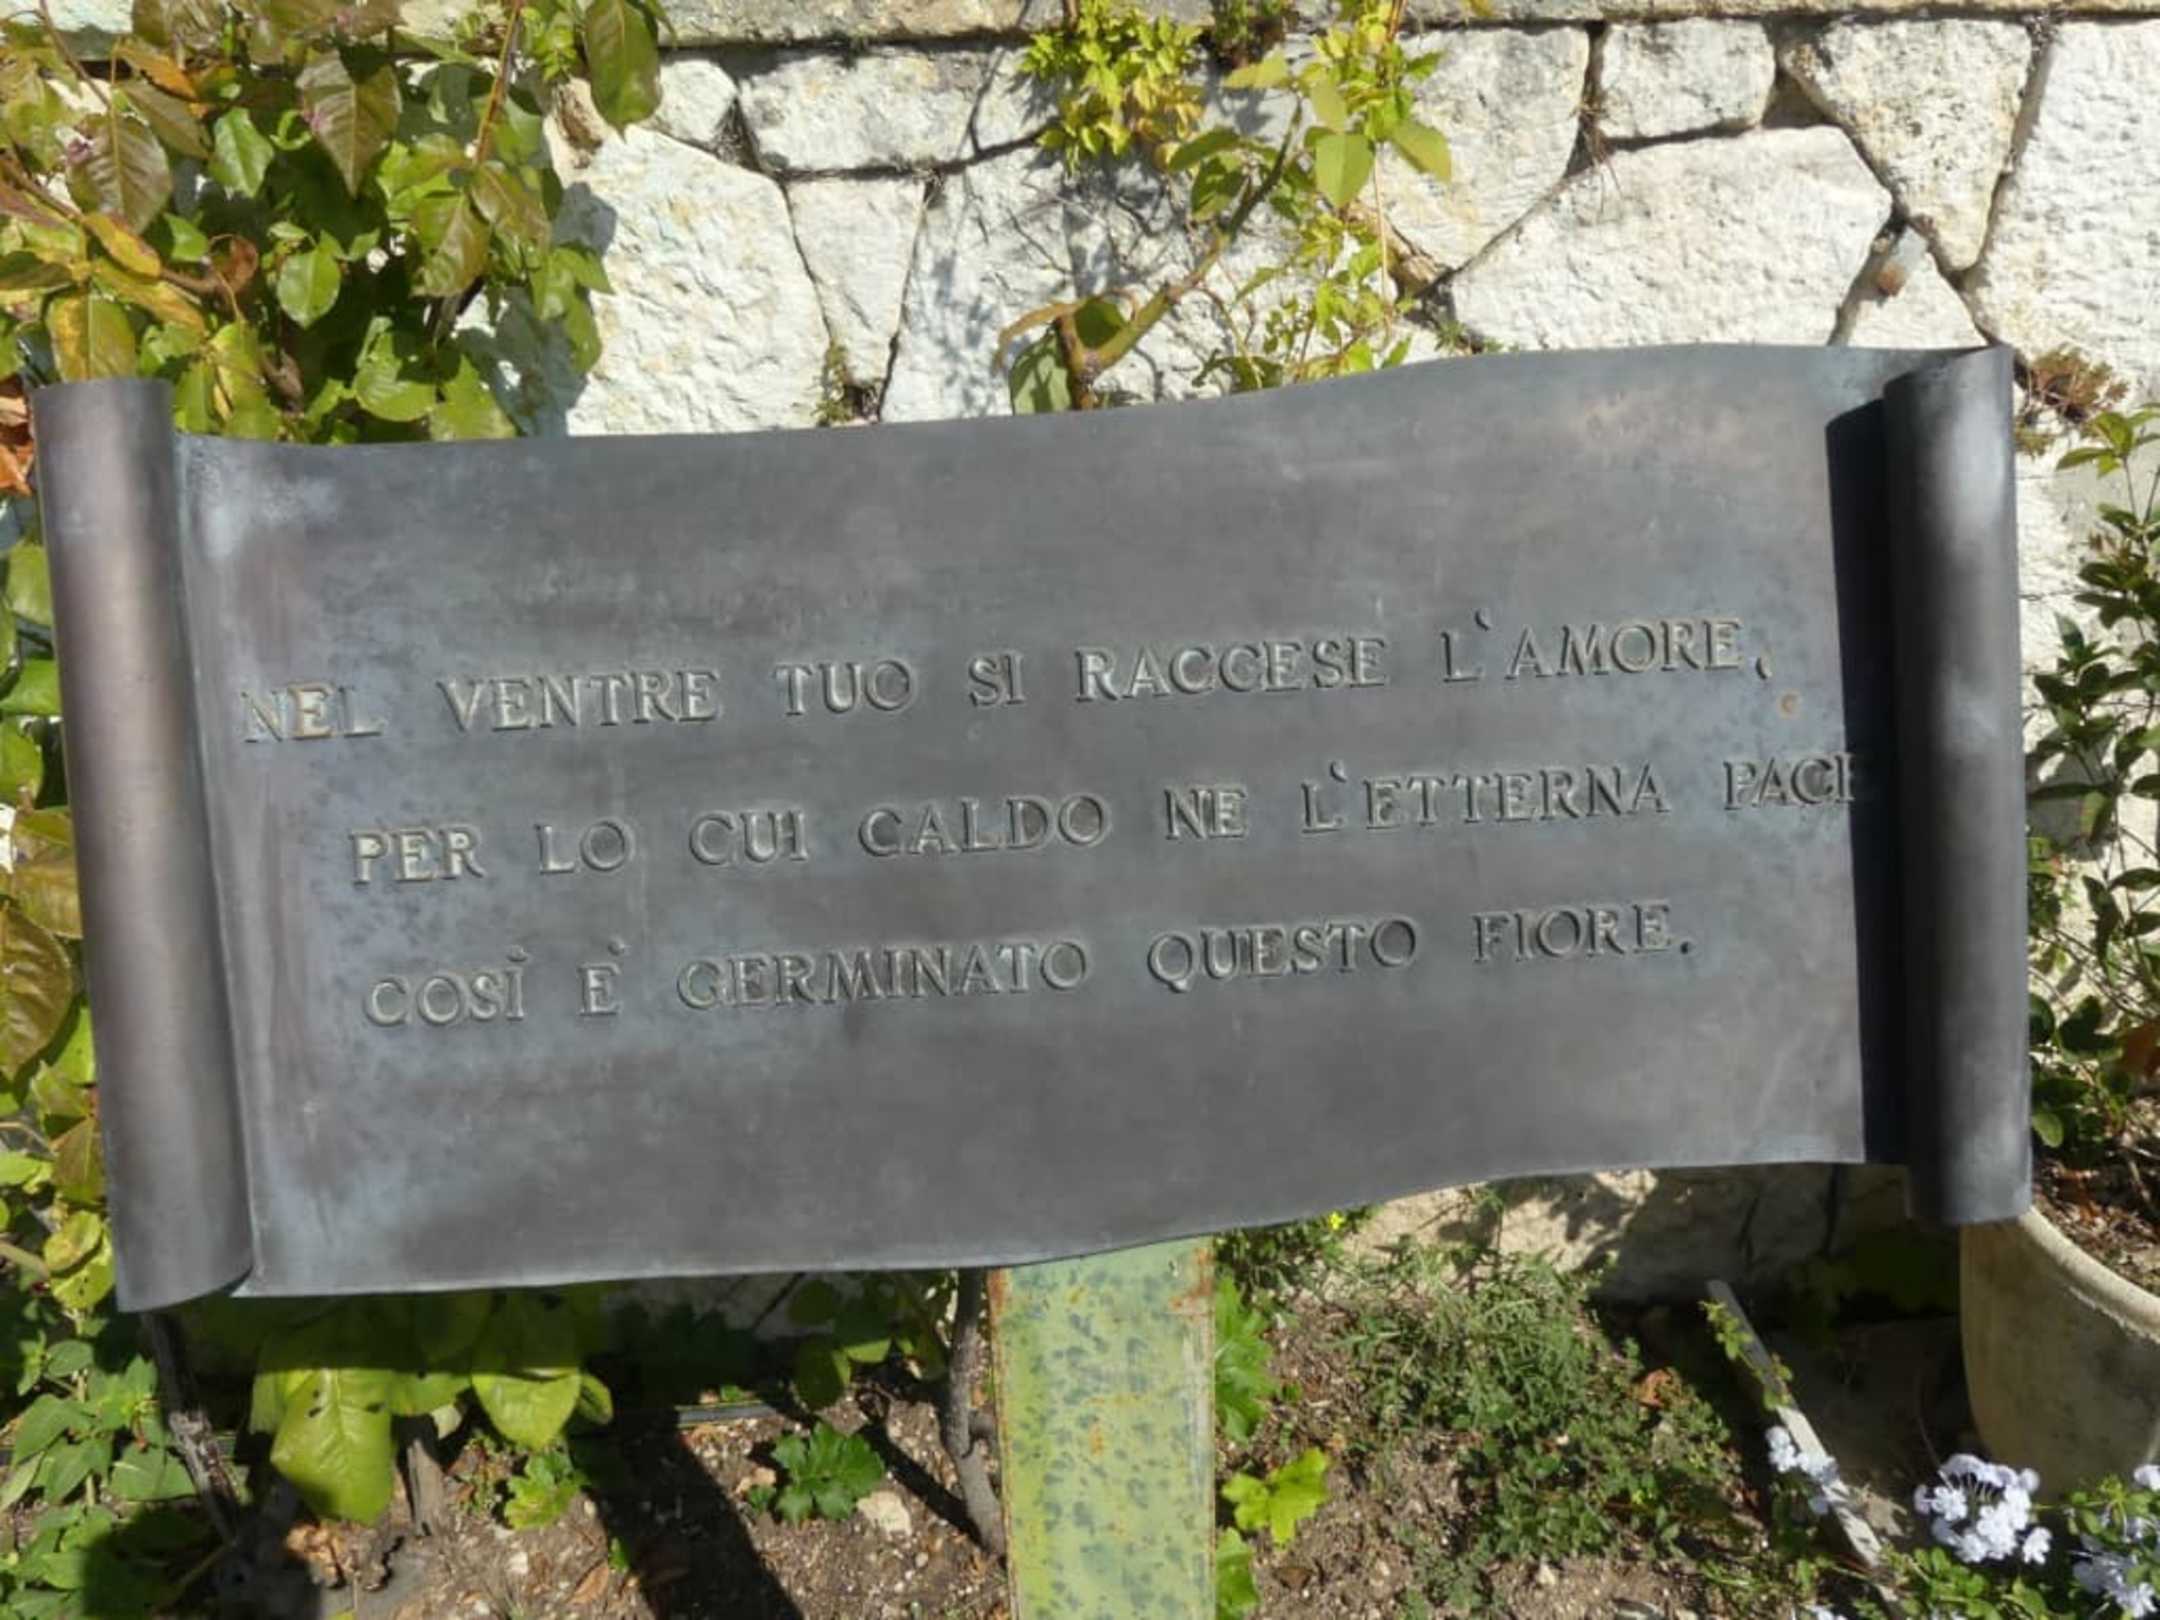 NEL VENTRE TUO SI RACCESE L'AMORE,
PER LO CUI CALDO NE L'ETTERNA PACE
COSÌ E' GERMINATO QUESTO FIORE.